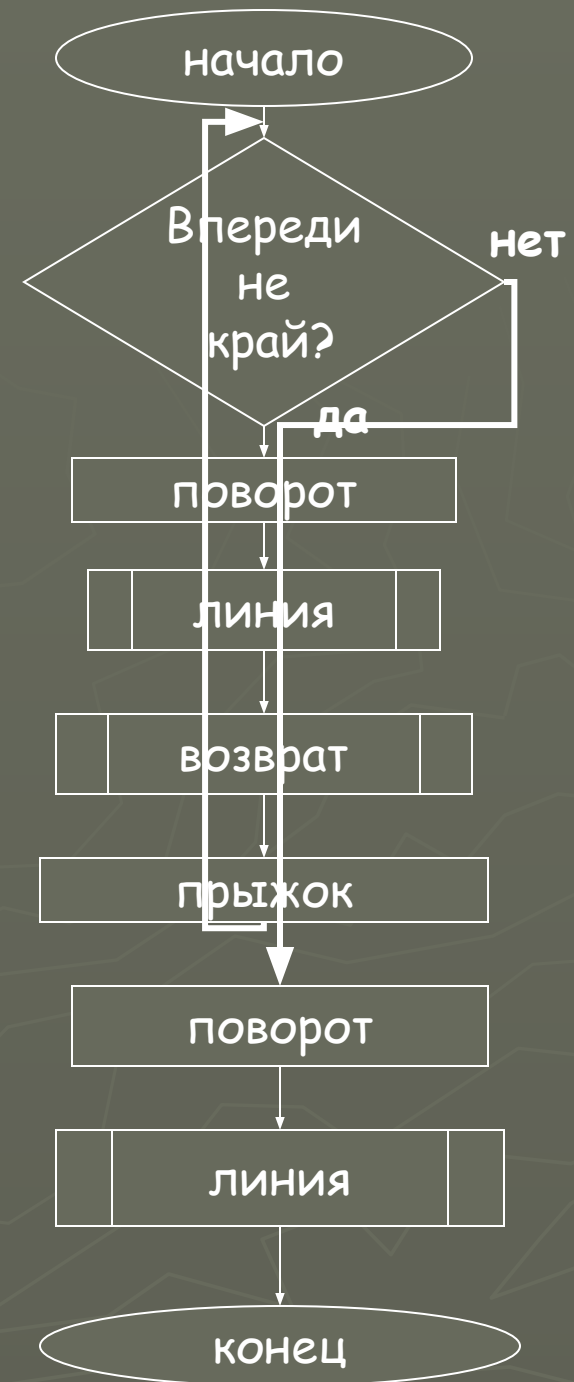 начало
Впереди
не
край?
нет
да
поворот
линия
возврат
прыжок
поворот
линия
конец